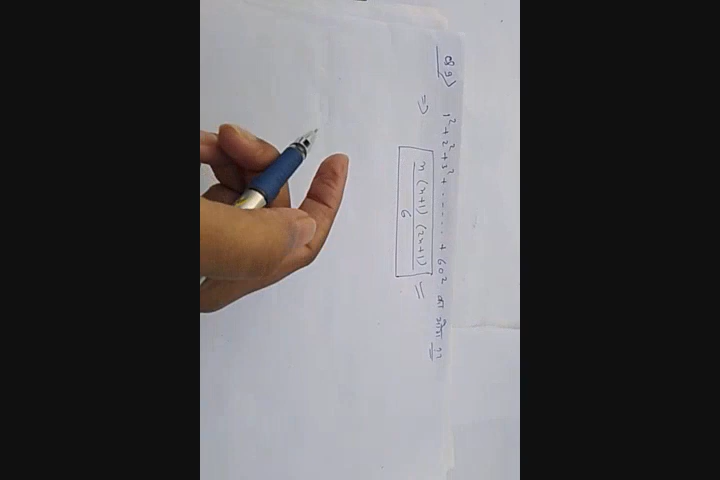 Q9) 1² + 2² + 3² + ------ + 60² का मान ??
⇒ n (n+1) (2n+1) / 6 =